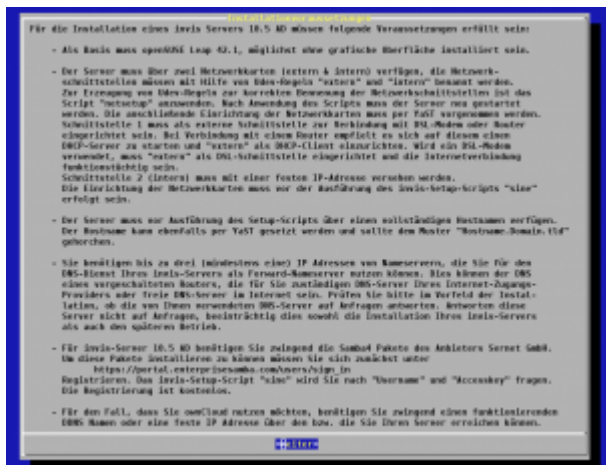 Installationsvoraussetzungen
Für die Installation eines invis Servers 10.5 AD müssen folgende Voraussetzungen erfüllt sein:
- Als Basis muss openSUSE Leap 42.1, möglichst ohne grafische Oberfläche installiert sein.
- Der Server muss über zwei Netzwerkkarten (extern & intern) verfügen, die Netzwerk-
schnittstellen müssen mit Hilfe von Udev-Regeln "extern" und "intern" benannt werden.
Zur Erzeugung von Udev-Regeln zur korrekten Benennung der Netzwerkschnittstellen ist das
Script "netsetup" anzuwenden. Nach Anwendung des Scripts muss der Server neu gestartet
werden. Die anschließende Einrichtung der Netzwerkkarten muss per YaST vorgenommen werden.
Schnittstelle 1 muss als externe Schnittstelle zur Verbindung mit DSL-Modem oder Router
eingerichtet sein. Bei Verbindung mit einem Router empfielt es sich auf diesem einen
DHCP-Server zu starten und "extern" als DHCP-Client einzurichten. Wird ein DSL-Modem
verwendet, muss "extern" als DSL-Schnittstelle eingerichtet und die Internetverbindung
funktionstüchtig sein.
Schnittstelle 2 (intern) muss mit einer festen IP-Adresse versehen werden.
Die Einrichtung der Netzwerkkarten muss vor der Ausführung des invis-Setup-Scripts "sine"
erfolgt sein.
- Der Server muss vor Ausführung des Setup-Scripts über einen vollständigen Hostnamen verfügen.
Der Hostname kann ebenfalls per YaST gesetzt werden und sollte dem Muster "Hostname.Domain.tld"
gehorchen.
- Sie benötigen bis zu drei (mindestens eine) IP Adressen von Nameservern, die Sie für den
DNS-Dienst Ihres invis-Servers als Forward-Nameserver nutzen können. Dies können der DNS
eines vorgeschalteten Routers, die für Sie zuständigen DNS-Server Ihres Internet-Zugangs-
Providers oder freie DNS-Server im Internet sein. Prüfen Sie bitte im Vorfeld der Instal-
lation, ob die von Ihnen verwendeten DNS-Server auf Anfragen antworten. Antworten diese
Server nicht auf Anfragen, beeinträchtig dies sowohl die Installation Ihres invis-Servers
als auch den späteren Betrieb.
- Für invis-Server 10.5 AD benötigen Sie zwingend die Samba4 Pakete des Anbieters Sernet GmbH.
Um diese Pakete installieren zu können müssen Sie sich zunächst unter
https://portal.enterprisesamba.com/users/sign_in
Registrieren. Das invis-Setup-Script "sine" wird Sie nach "Username" und "Accesskey" fragen.
Die Registrierung ist kostenlos.
- Für den Fall, dass Sie ownCloud nutzen möchten, benötigen Sie zwingend einen funktionierenden
DDNS Namen oder eine feste IP Adresse über den bzw. die Sie Ihren Server erreichen können.
Weiter